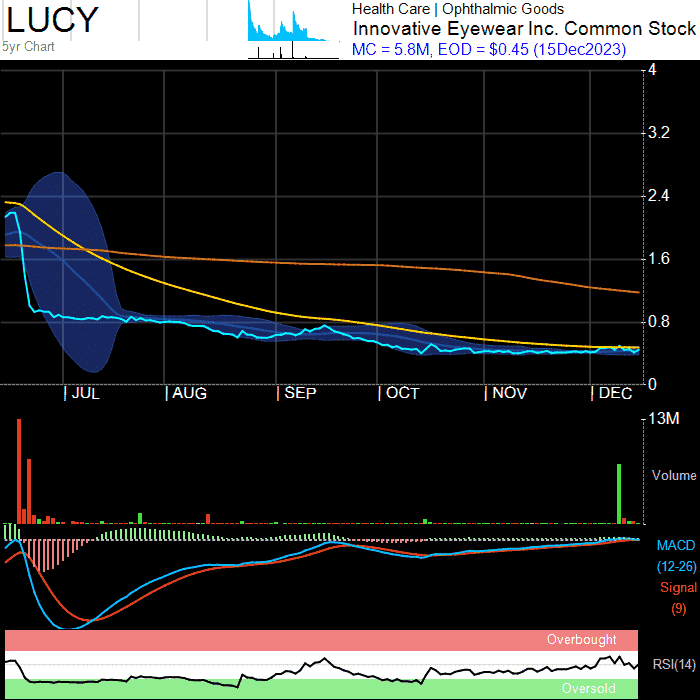 LUCY
5yr Chart
Health Care | Ophthalmic Goods
Innovative Eyewear Inc. Common Stock
MC = 5.8M, EOD = $0.45 (15Dec2023)
4
3.2
2.4
1.6
0.8
0
| JUL | AUG | SEP | OCT | NOV | DEC
13M
Volume
MACD
(12-26)
Signal
(9)
Overbought
RSI(14)
Oversold